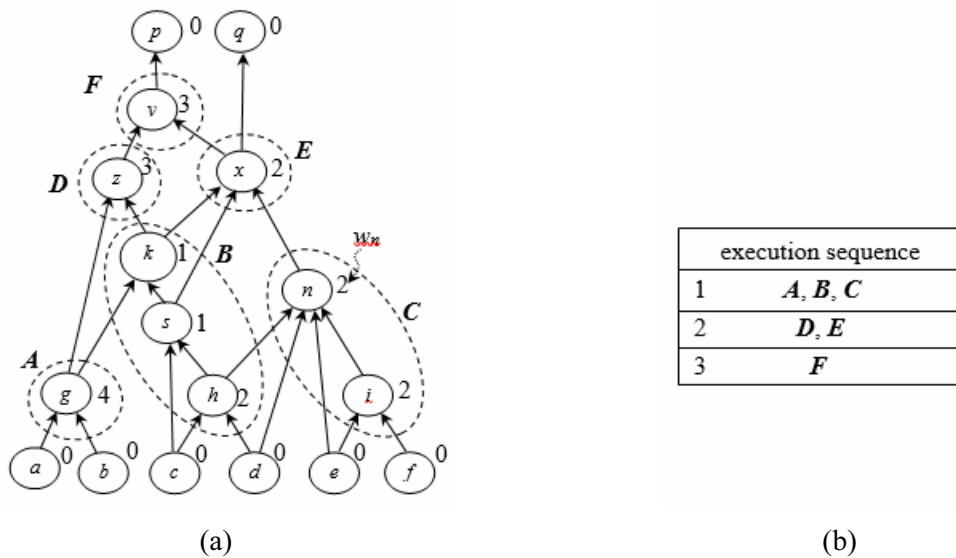 p 0 q 0
F
v 3
E
z 3 x 2
D
k 1 B wn
n 2
C
s 1
A
g 4 h 2 i 2
a 0 b 0 c 0 d 0 e 0 f 0
(a)
execution sequence
1 A, B, C
2 D, E
3 F
(b)